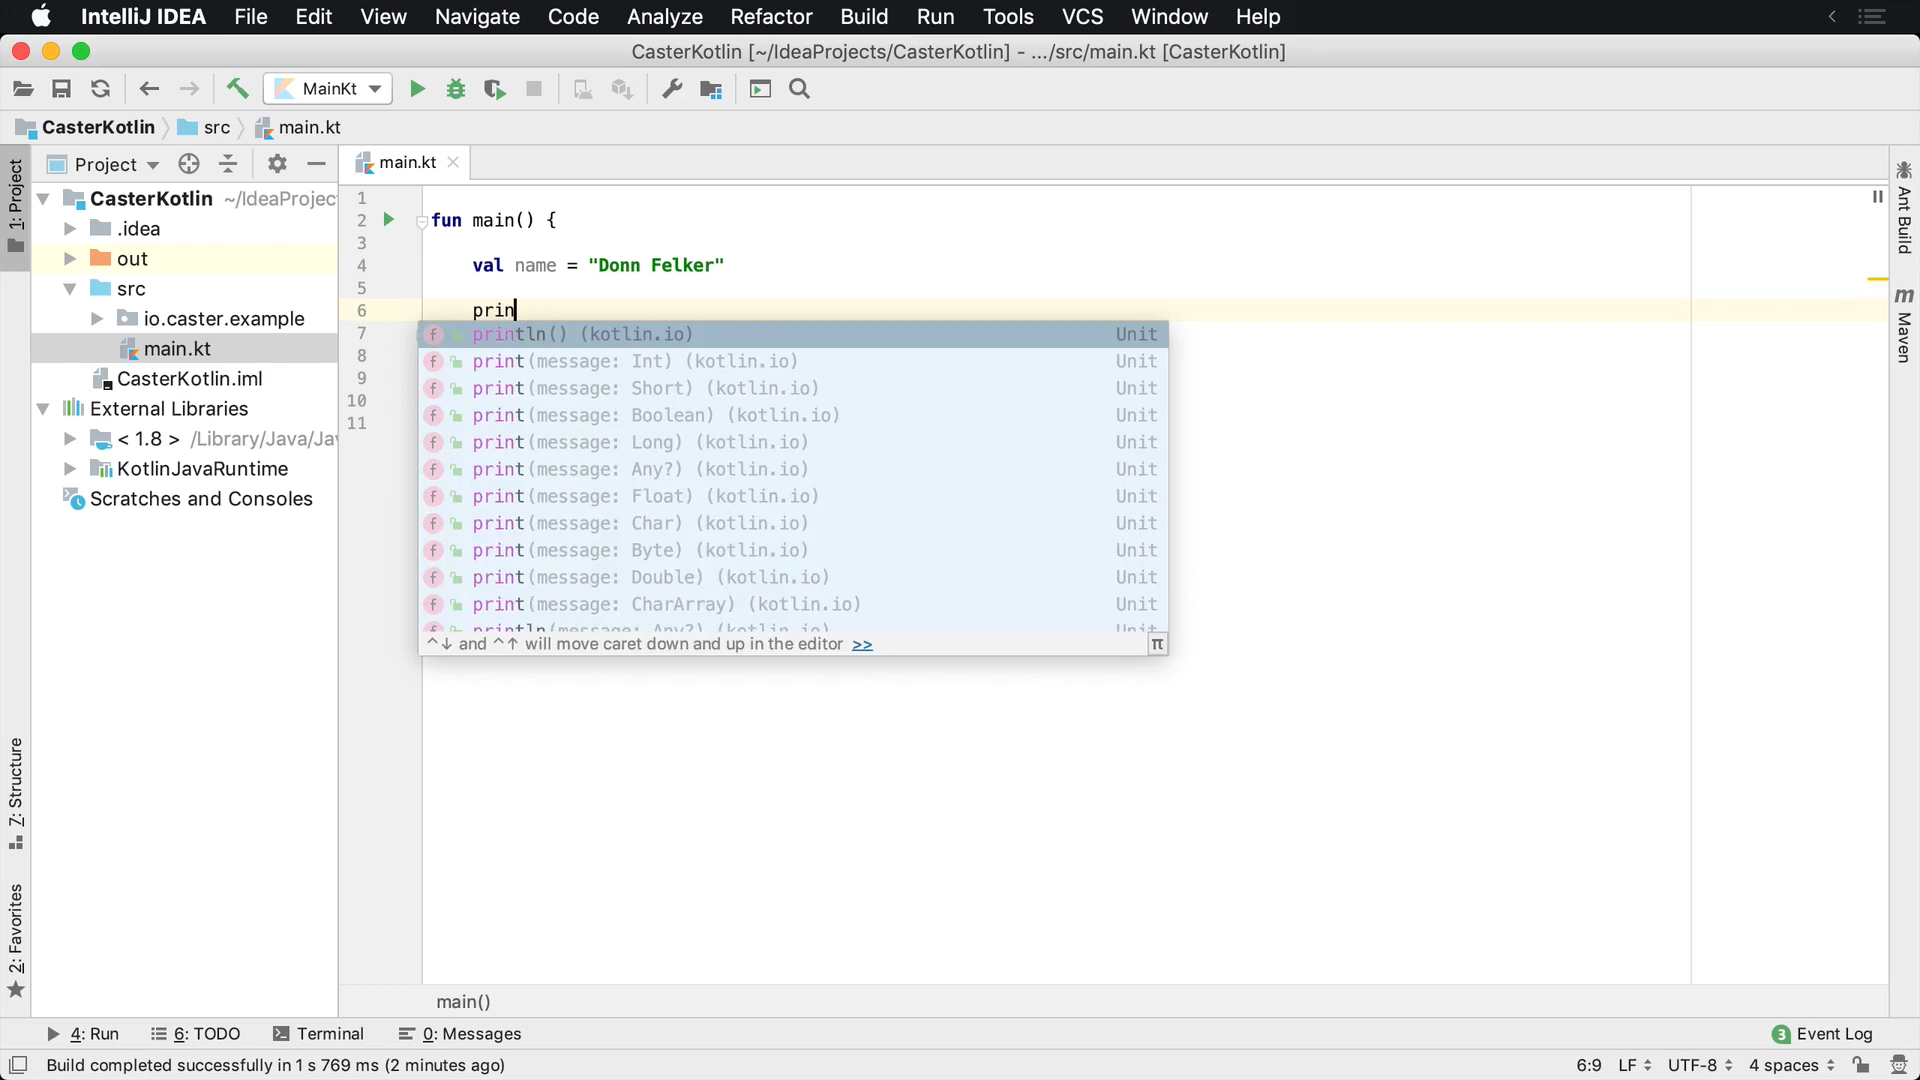 IntelliJ IDEA File Edit View Navigate Code Analyze Refactor Build Run Tools VCS Window Help
CasterKotlin [~/IdeaProjects/CasterKotlin] - .../src/main.kt [CasterKotlin]
MainKt
CasterKotlin src main.kt
Project
main.kt
1: Project
CasterKotlin ~/IdeaProjec
.idea
out
src
io.caster.example
main.kt
CasterKotlin.iml
External Libraries
< 1.8 > /Library/Java/Ja
KotlinJavaRuntime
Scratches and Consoles
Z: Structure
2: Favorites
1
2 fun main() {
3
4 val name = "Donn Felker"
5
6 prin
7
8
9
10
11
f println() (kotlin.io) Unit
f print(message: Int) (kotlin.io) Unit
f print(message: Short) (kotlin.io) Unit
f print(message: Boolean) (kotlin.io) Unit
f print(message: Long) (kotlin.io) Unit
f print(message: Any?) (kotlin.io) Unit
f print(message: Float) (kotlin.io) Unit
f print(message: Char) (kotlin.io) Unit
f print(message: Byte) (kotlin.io) Unit
f print(message: Double) (kotlin.io) Unit
f print(message: CharArray) (kotlin.io) Unit
f println(message: Any?) (kotlin.io) Unit
^↓ and ^↑ will move caret down and up in the editor >> π
Ant Build
m Maven
main()
4: Run 6: TODO Terminal 0: Messages 3 Event Log
Build completed successfully in 1 s 769 ms (2 minutes ago) 6:9 LF UTF-8 4 spaces